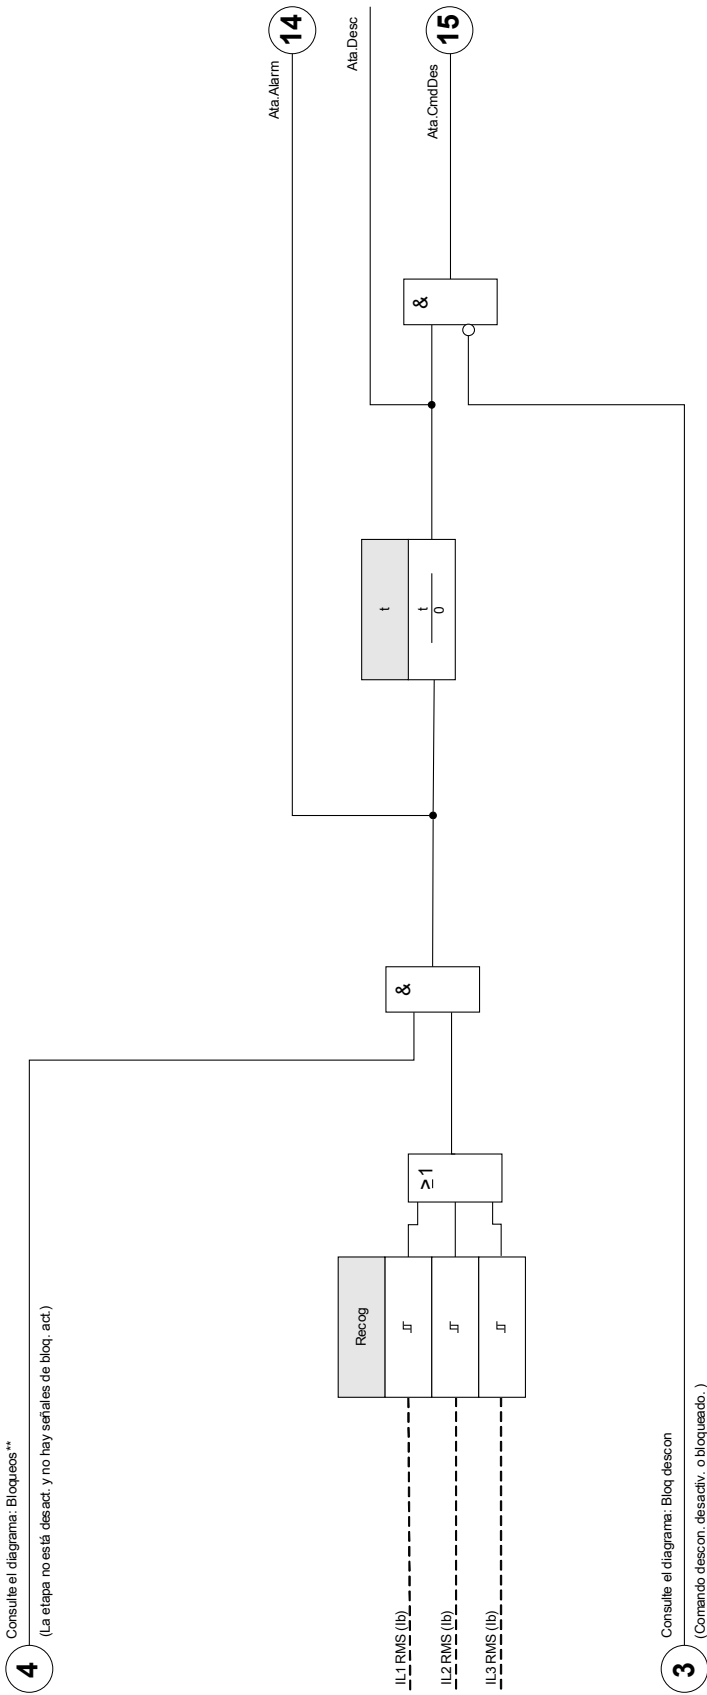 4
Consulte el diagrama: Bloqueos**
(La etapa no está desact. y no hay señales de bloq. act.)
IL1 RMS (Ib)
IL2 RMS (Ib)
IL3 RMS (Ib)
Recog
≥1
&
t
t
0
&
Ata.Alarm
14
Ata.Desc
Ata.CmdDes
15
3
Consulte el diagrama: Bloq descon
(Comando descon. desactiv. o bloqueado. )